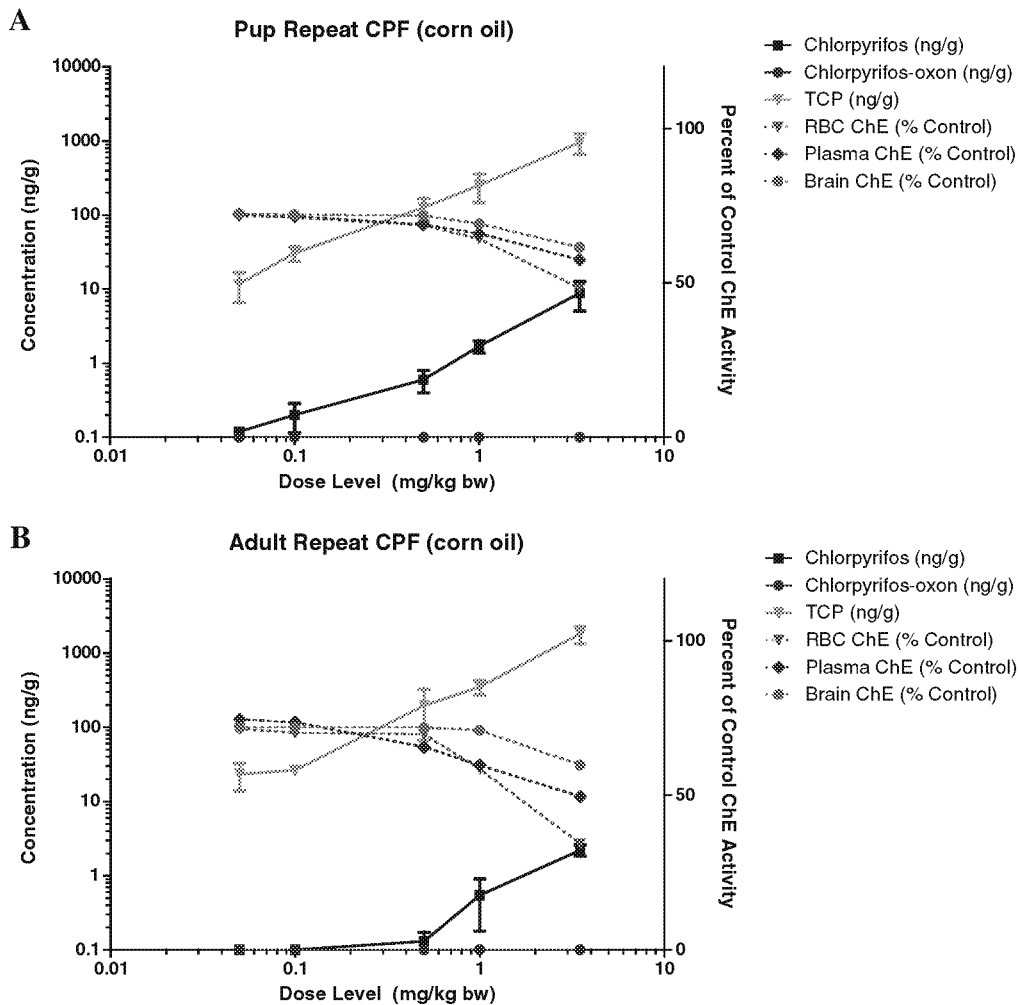 A
Pup Repeat CPF (corn oil)
Concentration (ng/g)
10000
1000
100
10
1
0.1
0.01
0.1
1
10
Dose Level (mg/kg bw)
100
50
0
Percent of Control ChE Activity
Chlorpyrifos (ng/g)
Chlorpyrifos-oxon (ng/g)
TCP (ng/g)
RBC ChE (% Control)
Plasma ChE (% Control)
Brain ChE (% Control)
B
Adult Repeat CPF (corn oil)
Concentration (ng/g)
10000
1000
100
10
1
0.1
0.01
0.1
1
10
Dose Level (mg/kg bw)
100
50
0
Percent of Control ChE Activity
Chlorpyrifos (ng/g)
Chlorpyrifos-oxon (ng/g)
TCP (ng/g)
RBC ChE (% Control)
Plasma ChE (% Control)
Brain ChE (% Control)